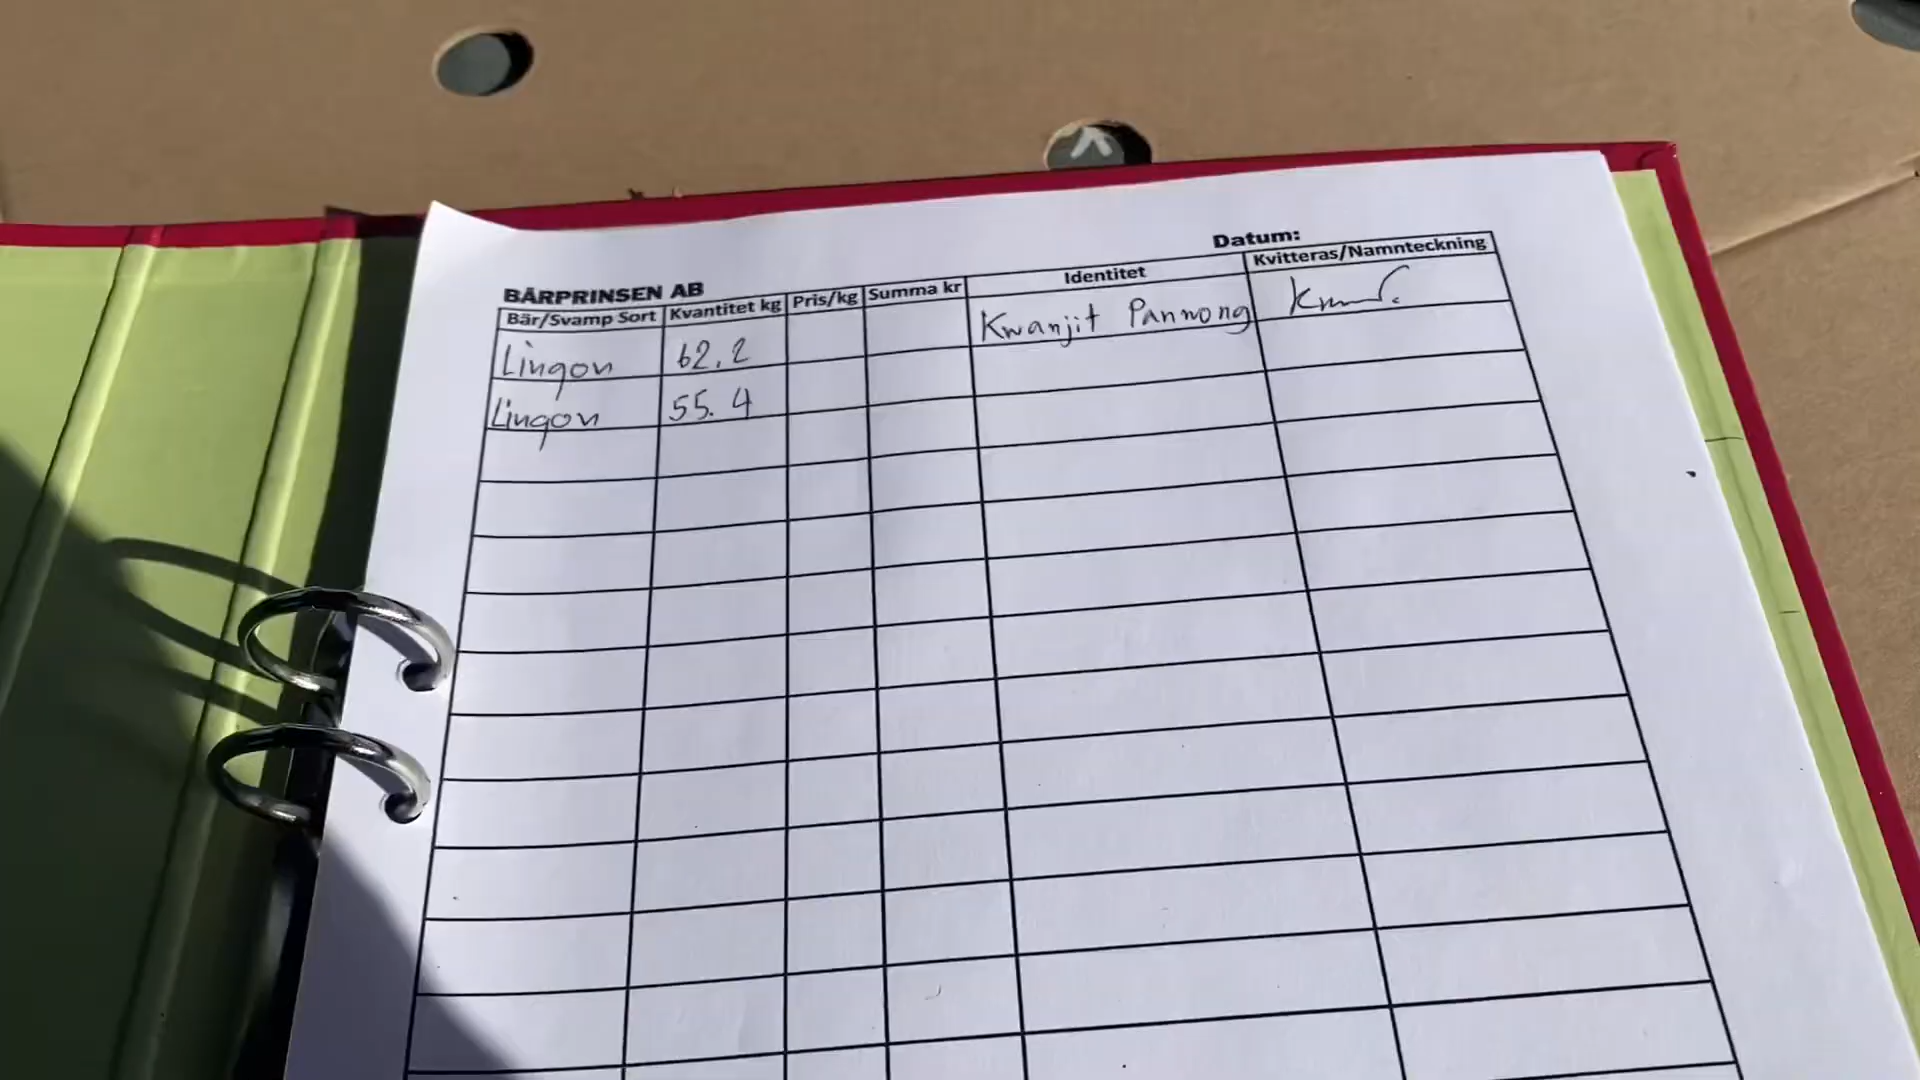 Datum:
BÄRPRINSEN AB
Bär/Svamp Sort Kvantitet kg Pris/kg Summa kr Identitet Kvitteras/Namnteckning
Lingon 62.2 Kwanjit Pannong
Lingon 55.4